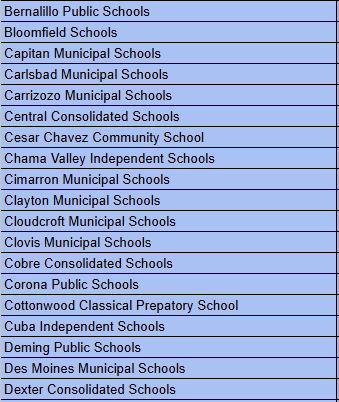 Bernalillo Public Schools
Bloomfield Schools
Capitan Municipal Schools
Carlsbad Municipal Schools
Carrizozo Municipal Schools
Central Consolidated Schools
Cesar Chavez Community School
Chama Valley Independent Schools
Cimarron Municipal Schools
Clayton Municipal Schools
Cloudcroft Municipal Schools
Clovis Municipal Schools
Cobre Consolidated Schools
Corona Public Schools
Cottonwood Classical Prepatory School
Cuba Independent Schools
Deming Public Schools
Des Moines Municipal Schools
Dexter Consolidated Schools